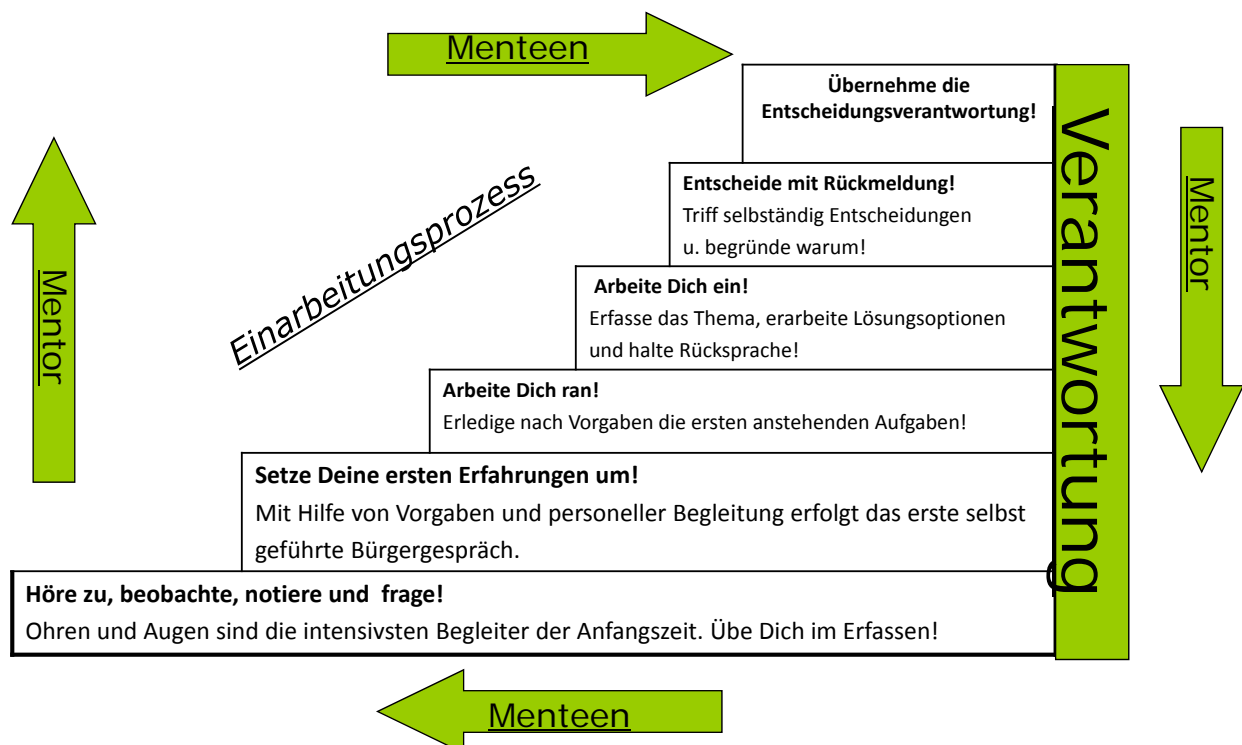 Menteen
Übernehme die
Entscheidungsverantwortung!
Entscheide mit Rückmeldung!
Triff selbständig Entscheidungen
u. begründe warum!
Arbeite Dich ein!
Erfasse das Thema, erarbeite Lösungsoptionen
und halte Rücksprache!
Arbeite Dich ran!
Erledige nach Vorgaben die ersten anstehenden Aufgaben!
Setze Deine ersten Erfahrungen um!
Mit Hilfe von Vorgaben und personeller Begleitung erfolgt das erste selbst
geführte Bürgergespräch.
Höre zu, beobachte, notiere und  frage!
Ohren und Augen sind die intensivsten Begleiter der Anfangszeit. Übe Dich im Erfassen!
Einarbeitungsprozess
Mentor
Verantwortung
Mentor
Menteen